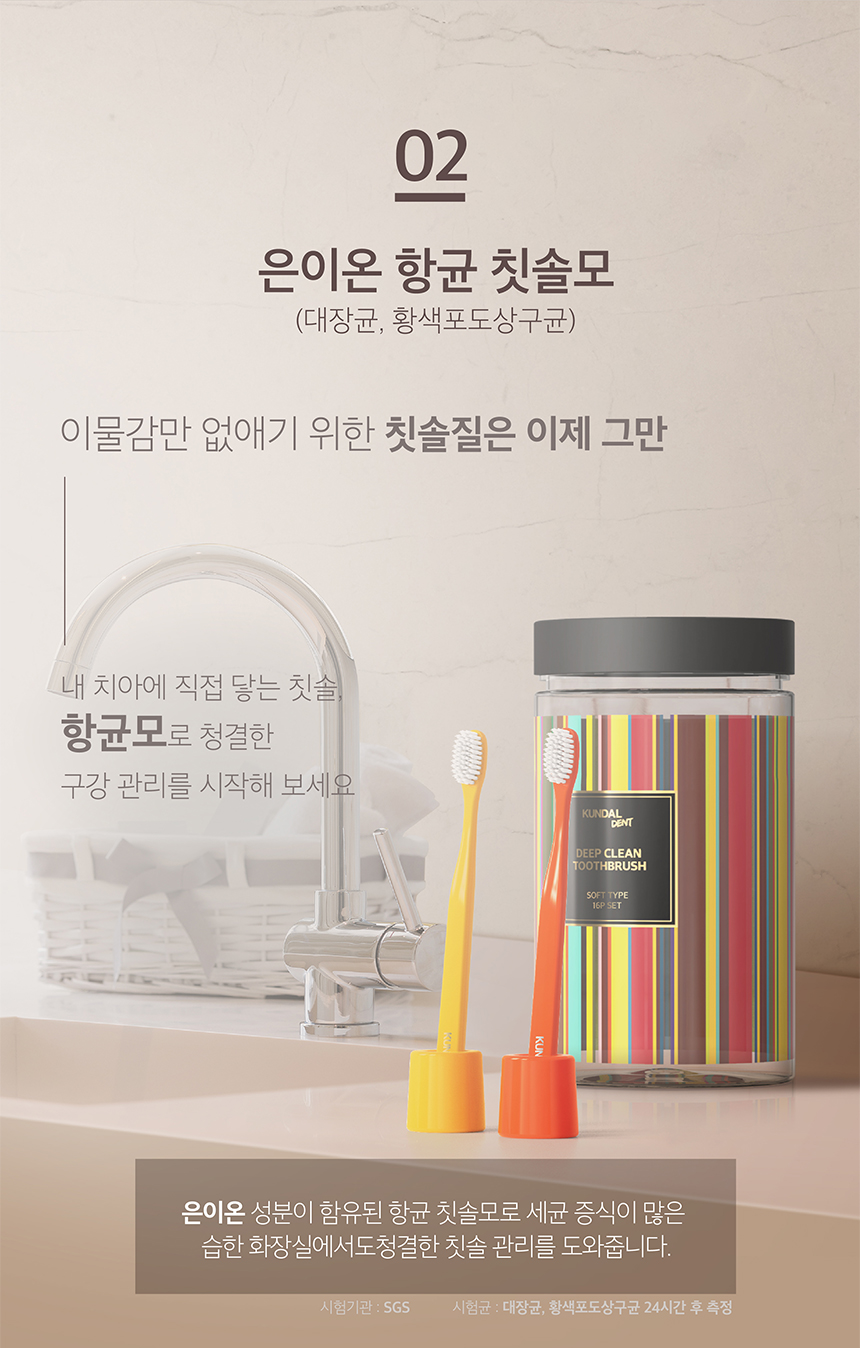 02
은이온 항균 칫솔모
(대장균, 황색포도상구균)
이물감만 없애기 위한 칫솔질은 이제 그만
내 치아에 직접 닿는 칫솔,
항균모로 청결한
구강 관리를 시작해 보세요
KUNDAL
DENT
DEEP CLEAN
TOOTHBRUSH
SOFT TYPE
16P SET
KUN
은이온 성분이 함유된 항균 칫솔모로 세균 증식이 많은
습한 화장실에서도청결한 칫솔 관리를 도와줍니다.
시험기관 : SGS 시험균 : 대장균, 황색포도상구균 24시간 후 측정